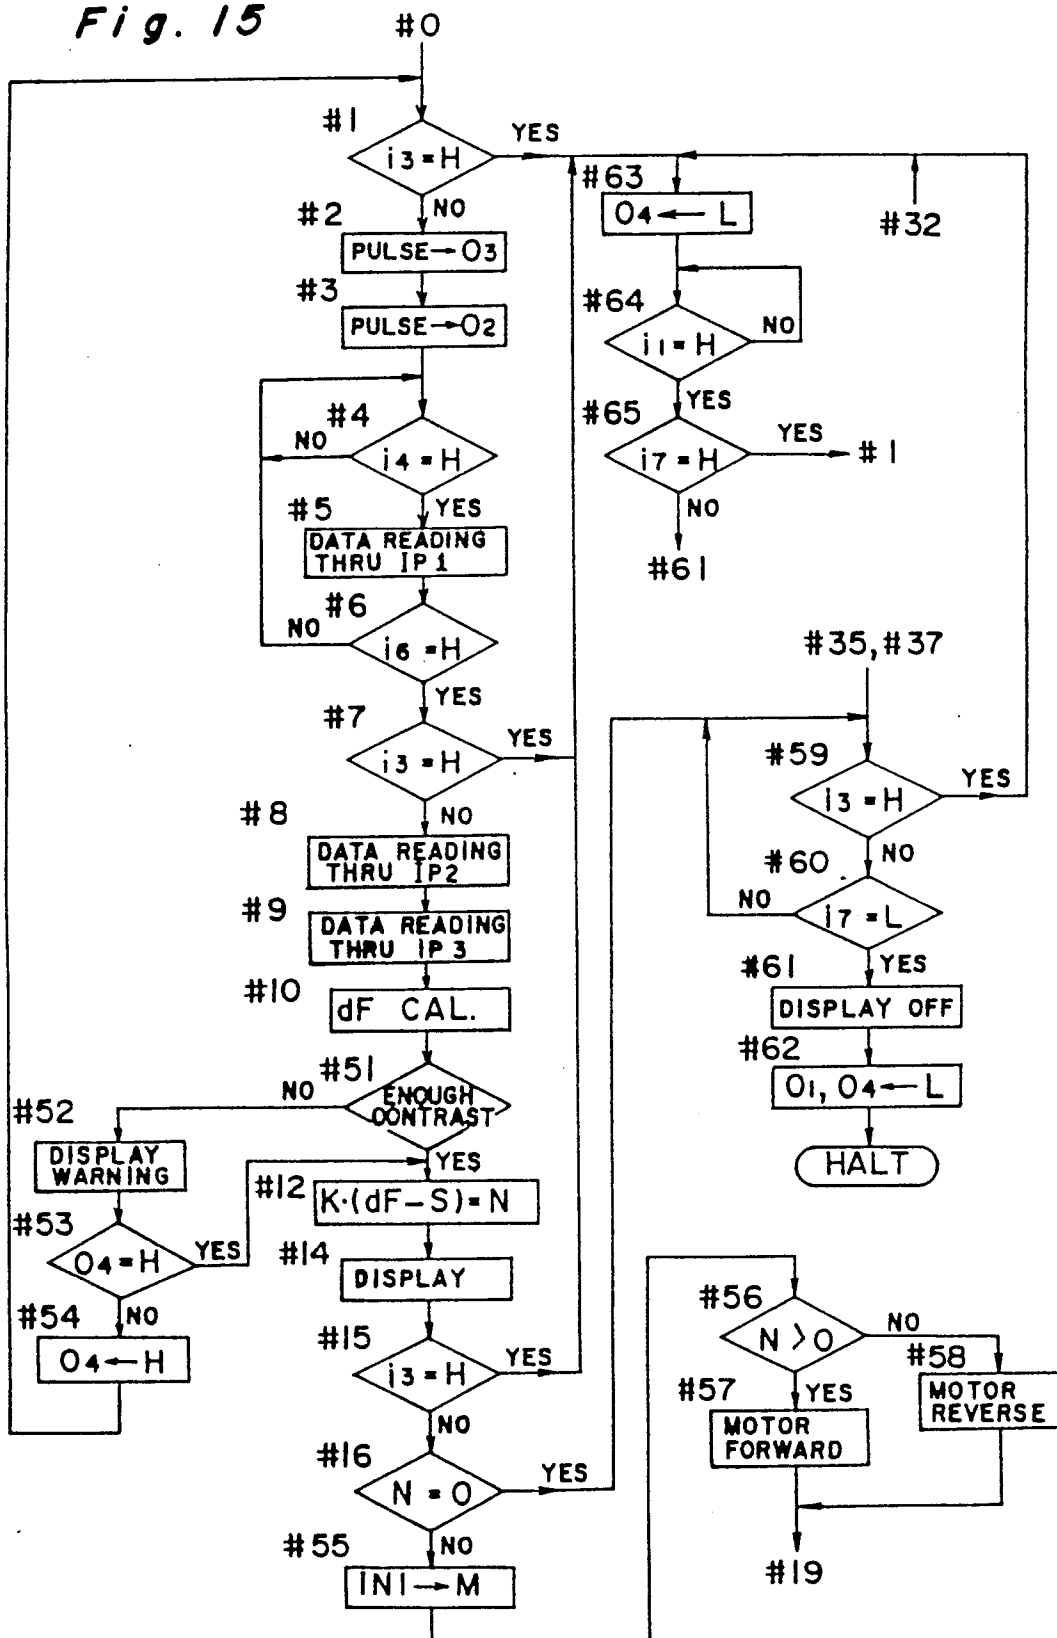 Fig. 15
#0
#1
i3 = H
YES
NO
#2
PULSE → O3
#3
PULSE → O2
#4
NO
i4 = H
YES
#5
DATA READING
THRU IP1
#6
NO
i6 = H
YES
#7
i3 = H
YES
NO
#8
DATA READING
THRU IP2
#9
DATA READING
THRU IP3
#10
dF CAL.
#51
NO
ENOUGH
CONTRAST
YES
#52
DISPLAY
WARNING
#53
O4 = H
YES
NO
#54
O4 ← H
#12
K·(dF−S) = N
#14
DISPLAY
#15
i3 = H
YES
NO
#16
N = O
YES
NO
#55
|N| → M
#63
O4 ← L
#32
#64
i1 = H
NO
YES
#65
i7 = H
YES
#1
NO
#61
#35, #37
#59
i3 = H
YES
NO
#60
NO
i7 = L
YES
#61
DISPLAY OFF
#62
O1, O4 ← L
HALT
#56
N > O
NO
YES
#57
MOTOR
FORWARD
#58
MOTOR
REVERSE
#19